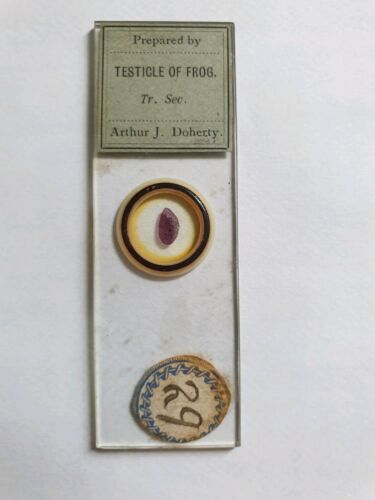 Prepared by
TESTICLE OF FROG.
Tr. Sec.
Arthur J. Doherty.